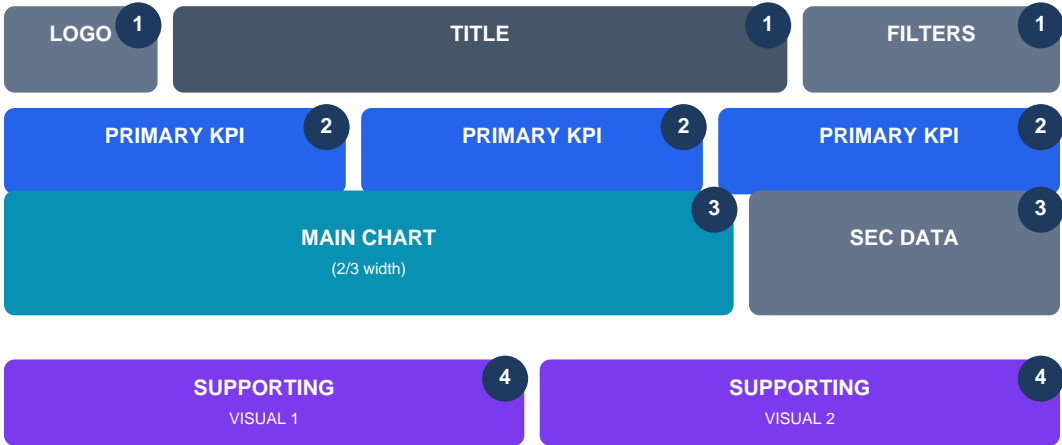 LOGO 1
TITLE 1
FILTERS 1
PRIMARY KPI 2
PRIMARY KPI 2
PRIMARY KPI 2
MAIN CHART 3
(2/3 width)
SEC DATA 3
SUPPORTING 4
VISUAL 1
SUPPORTING 4
VISUAL 2